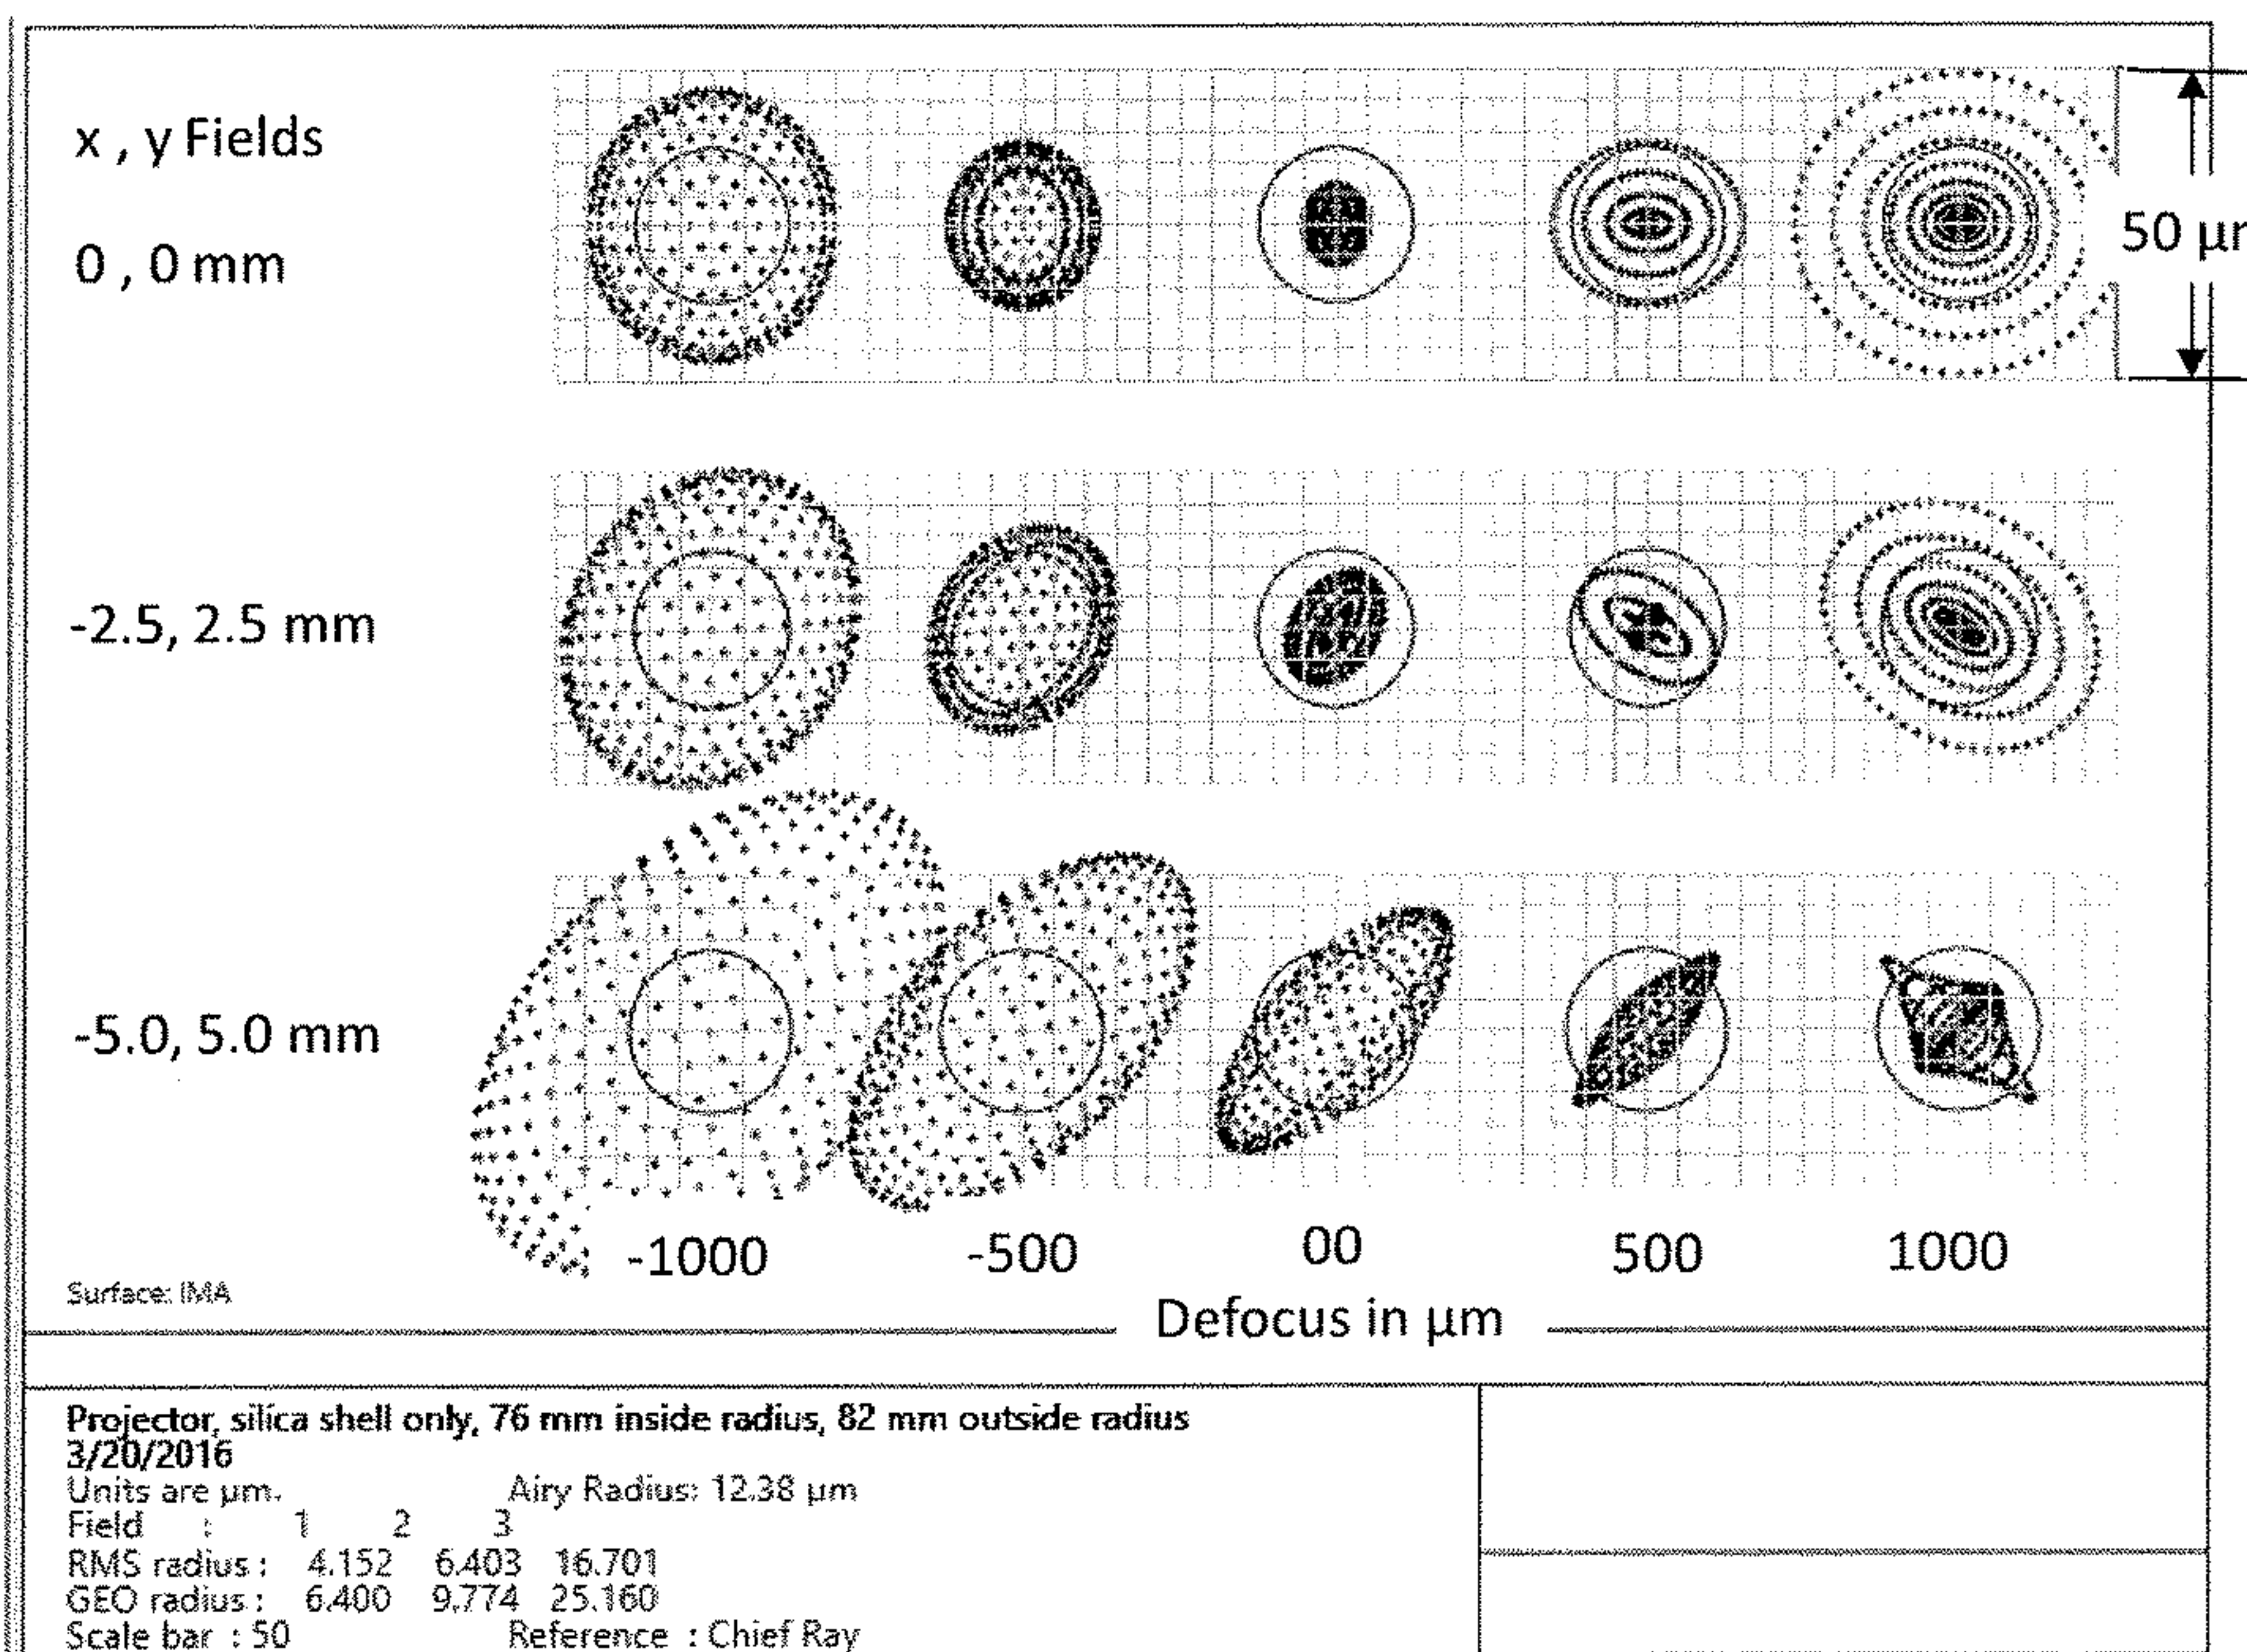 x , y Fields
0 , 0 mm
50 µ
-2.5, 2.5 mm
-5.0, 5.0 mm
-1000 -500 00 500 1000
Surface: IMA
Defocus in µm
Projector, silica shell only, 76 mm inside radius, 82 mm outside radius
3/20/2016
Units are µm. Airy Radius: 12.38 µm
Field : 1 2 3
RMS radius : 4.152 6.403 16.701
GEO radius : 6.400 9.774 25.160
Scale bar : 50 Reference : Chief Ray